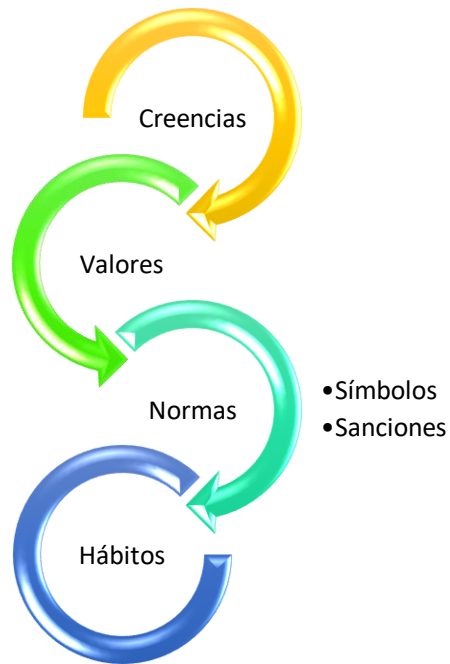 Creencias
Valores
Normas
•Símbolos
•Sanciones
Hábitos